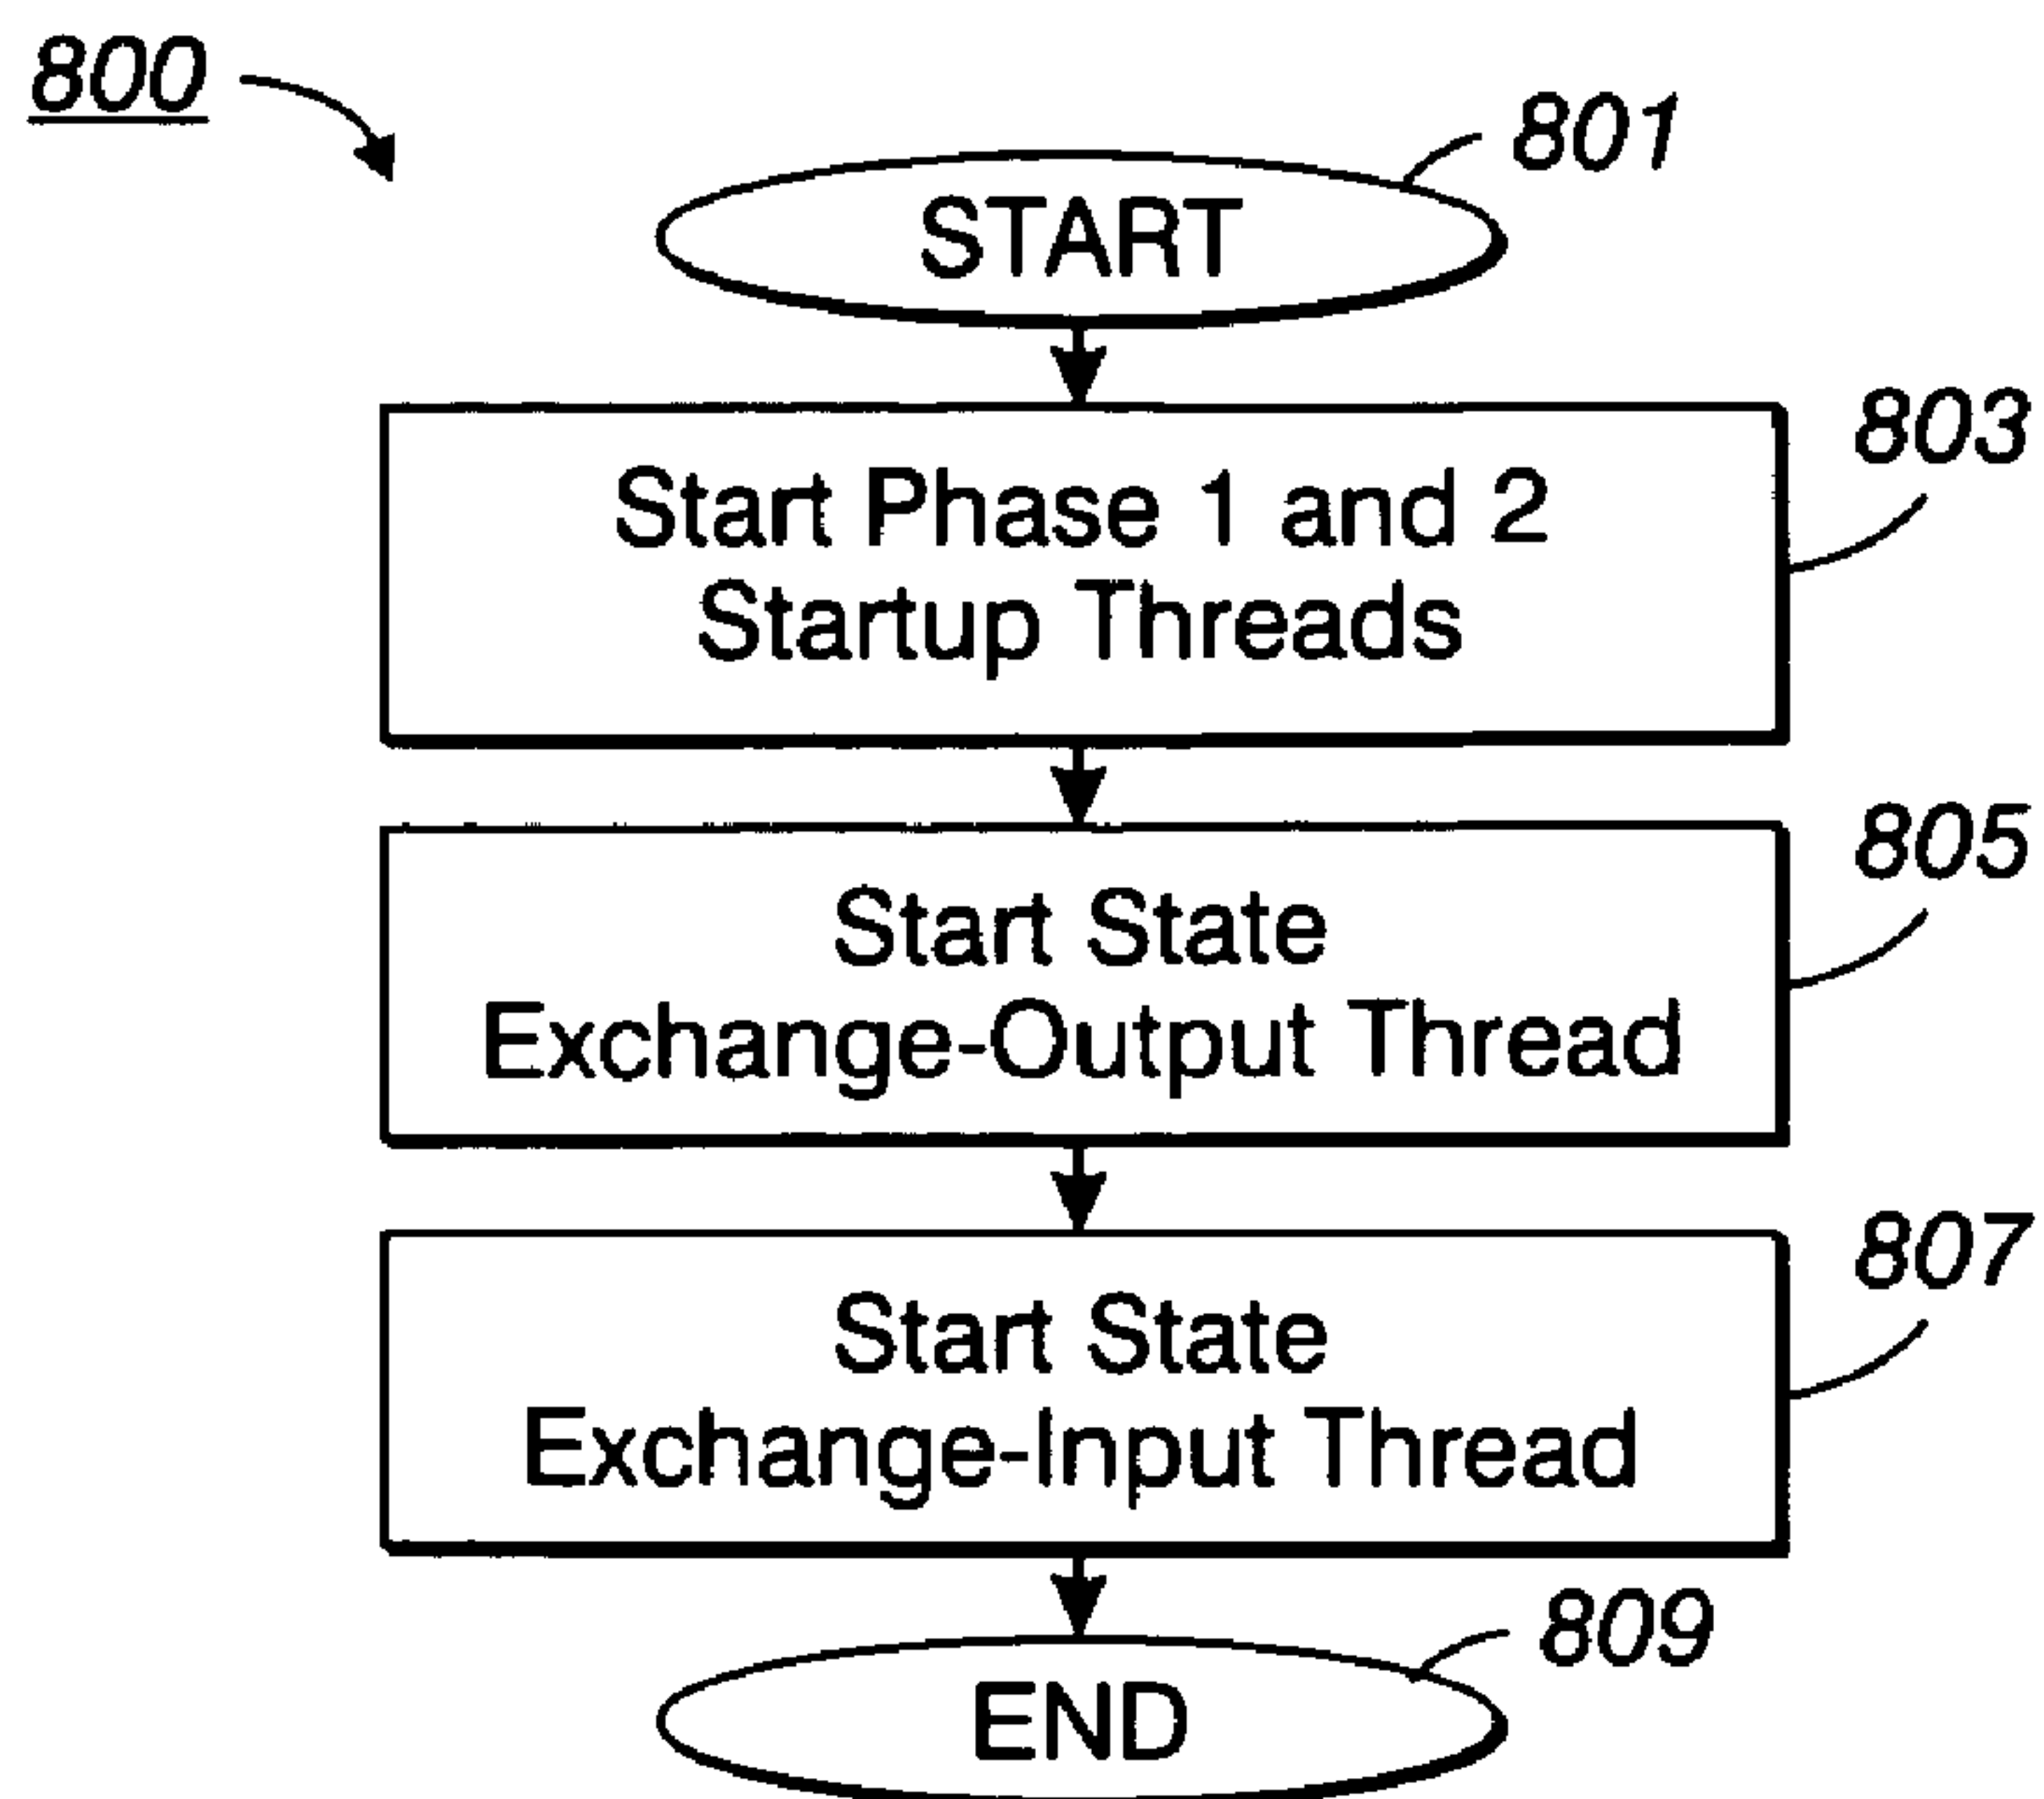 800
801
START
803
Start Phase 1 and 2
Startup Threads
805
Start State
Exchange-Output Thread
807
Start State
Exchange-Input Thread
809
END